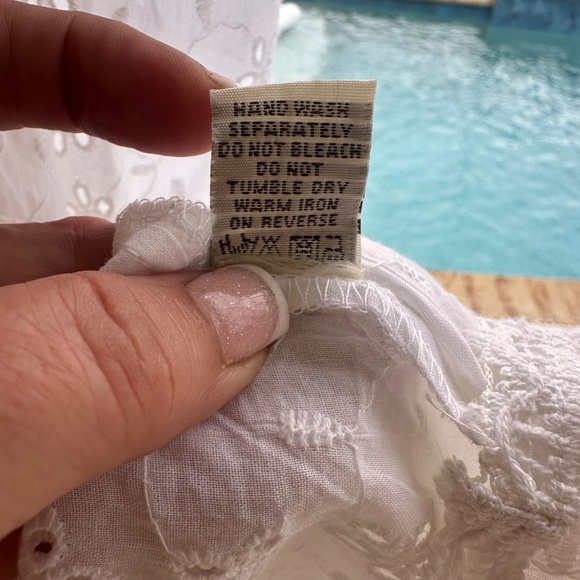 HAND WASH
SEPARATELY
DO NOT BLEACH
DO NOT
TUMBLE DRY
WARM IRON
ON REVERSE